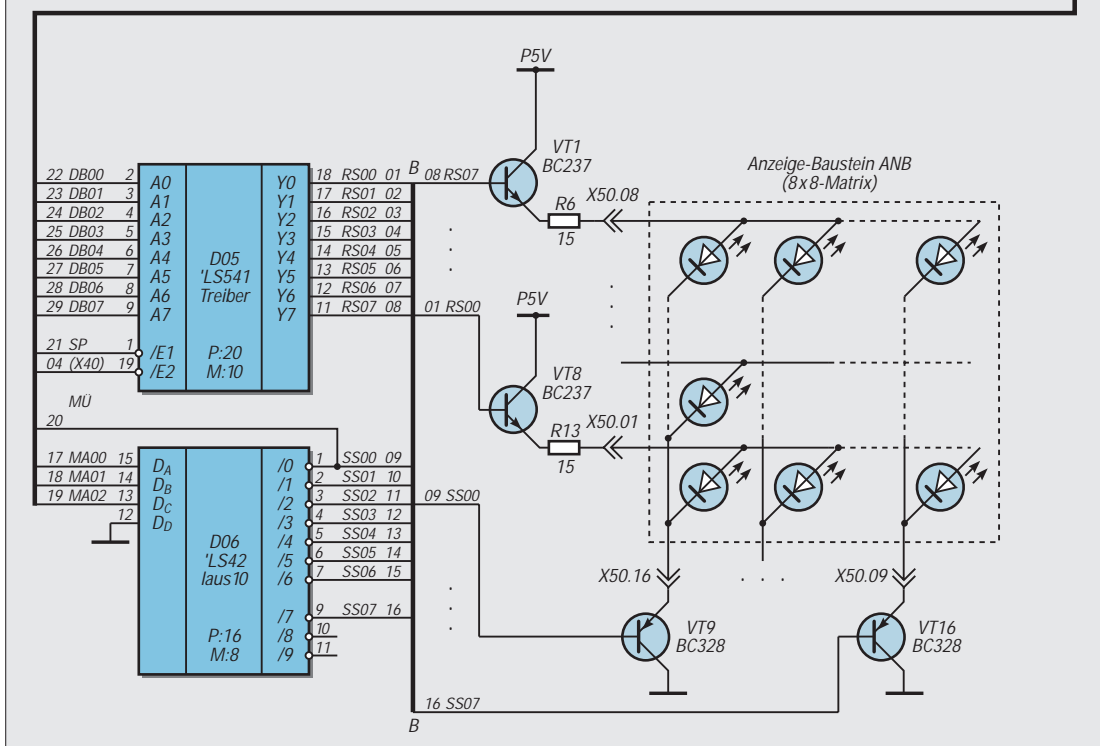 P5V
VT1
BC237
B
08 RS07
X50.08
R6
15
Anzeige-Baustein ANB
(8x8-Matrix)
22 DB00 2 A0 Y0 18 RS00 01
23 DB01 3 A1 Y1 17 RS01 02
24 DB02 4 A2 Y2 16 RS02 03
25 DB03 5 A3 Y3 15 RS03 04
26 DB04 6 A4 Y4 14 RS04 05
27 DB05 7 A5 Y5 13 RS05 06
28 DB06 8 A6 Y6 12 RS06 07
29 DB07 9 A7 Y7 11 RS07 08
D05
'LS541
Treiber
21 SP 1 /E1
04 (X40) 19 /E2
P:20
M:10
01 RS00
P5V
VT8
BC237
X50.01
R13
15
MÜ
20
17 MA00 15 DA /0 1 SS00 09
18 MA01 14 DB /1 2 SS01 10
19 MA02 13 DC /2 3 SS02 11
12 DD /3 4 SS03 12
/4 5 SS04 13
/5 6 SS05 14
/6 7 SS06 15
/7 9 SS07 16
/8 10
/9 11
D06
'LS42
1aus10
P:16
M:8
09 SS00
X50.16
. . .
X50.09
VT9
BC328
VT16
BC328
16 SS07
B